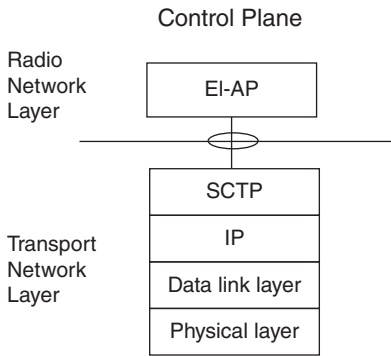 Control Plane
Radio
Network
Layer
El-AP
SCTP
IP
Transport
Network
Layer
Data link layer
Physical layer